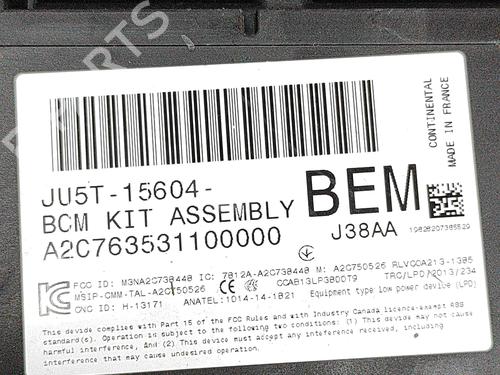 PARTS
JU5T-15604-
BCM KIT ASSEMBLY
A2C763531100000
BEM
J38AA
CONTINENTAL
MADE IN FRANCE
FCC ID: M3NA2C738448 IC: 7812A-A2C738448 M: A2C750526 RLVCOA213-1385
MSIP-CMM-TAL-A2C750526 CCAB13LP3800T9 TRC/LPD/2013/234
CNC ID: H-13171 ANATEL:1014-14-1821 Equipment type: low power device (LPD)
This device complies with Part 15 of the FCC Rules and with Industry Canada licence-exempt RSS
standard(s). Operation is subject to the following two conditions: (1) This device may not cause
harmful interference, and (2) this device must accept any interference received, including
interference that may cause undesired operation.